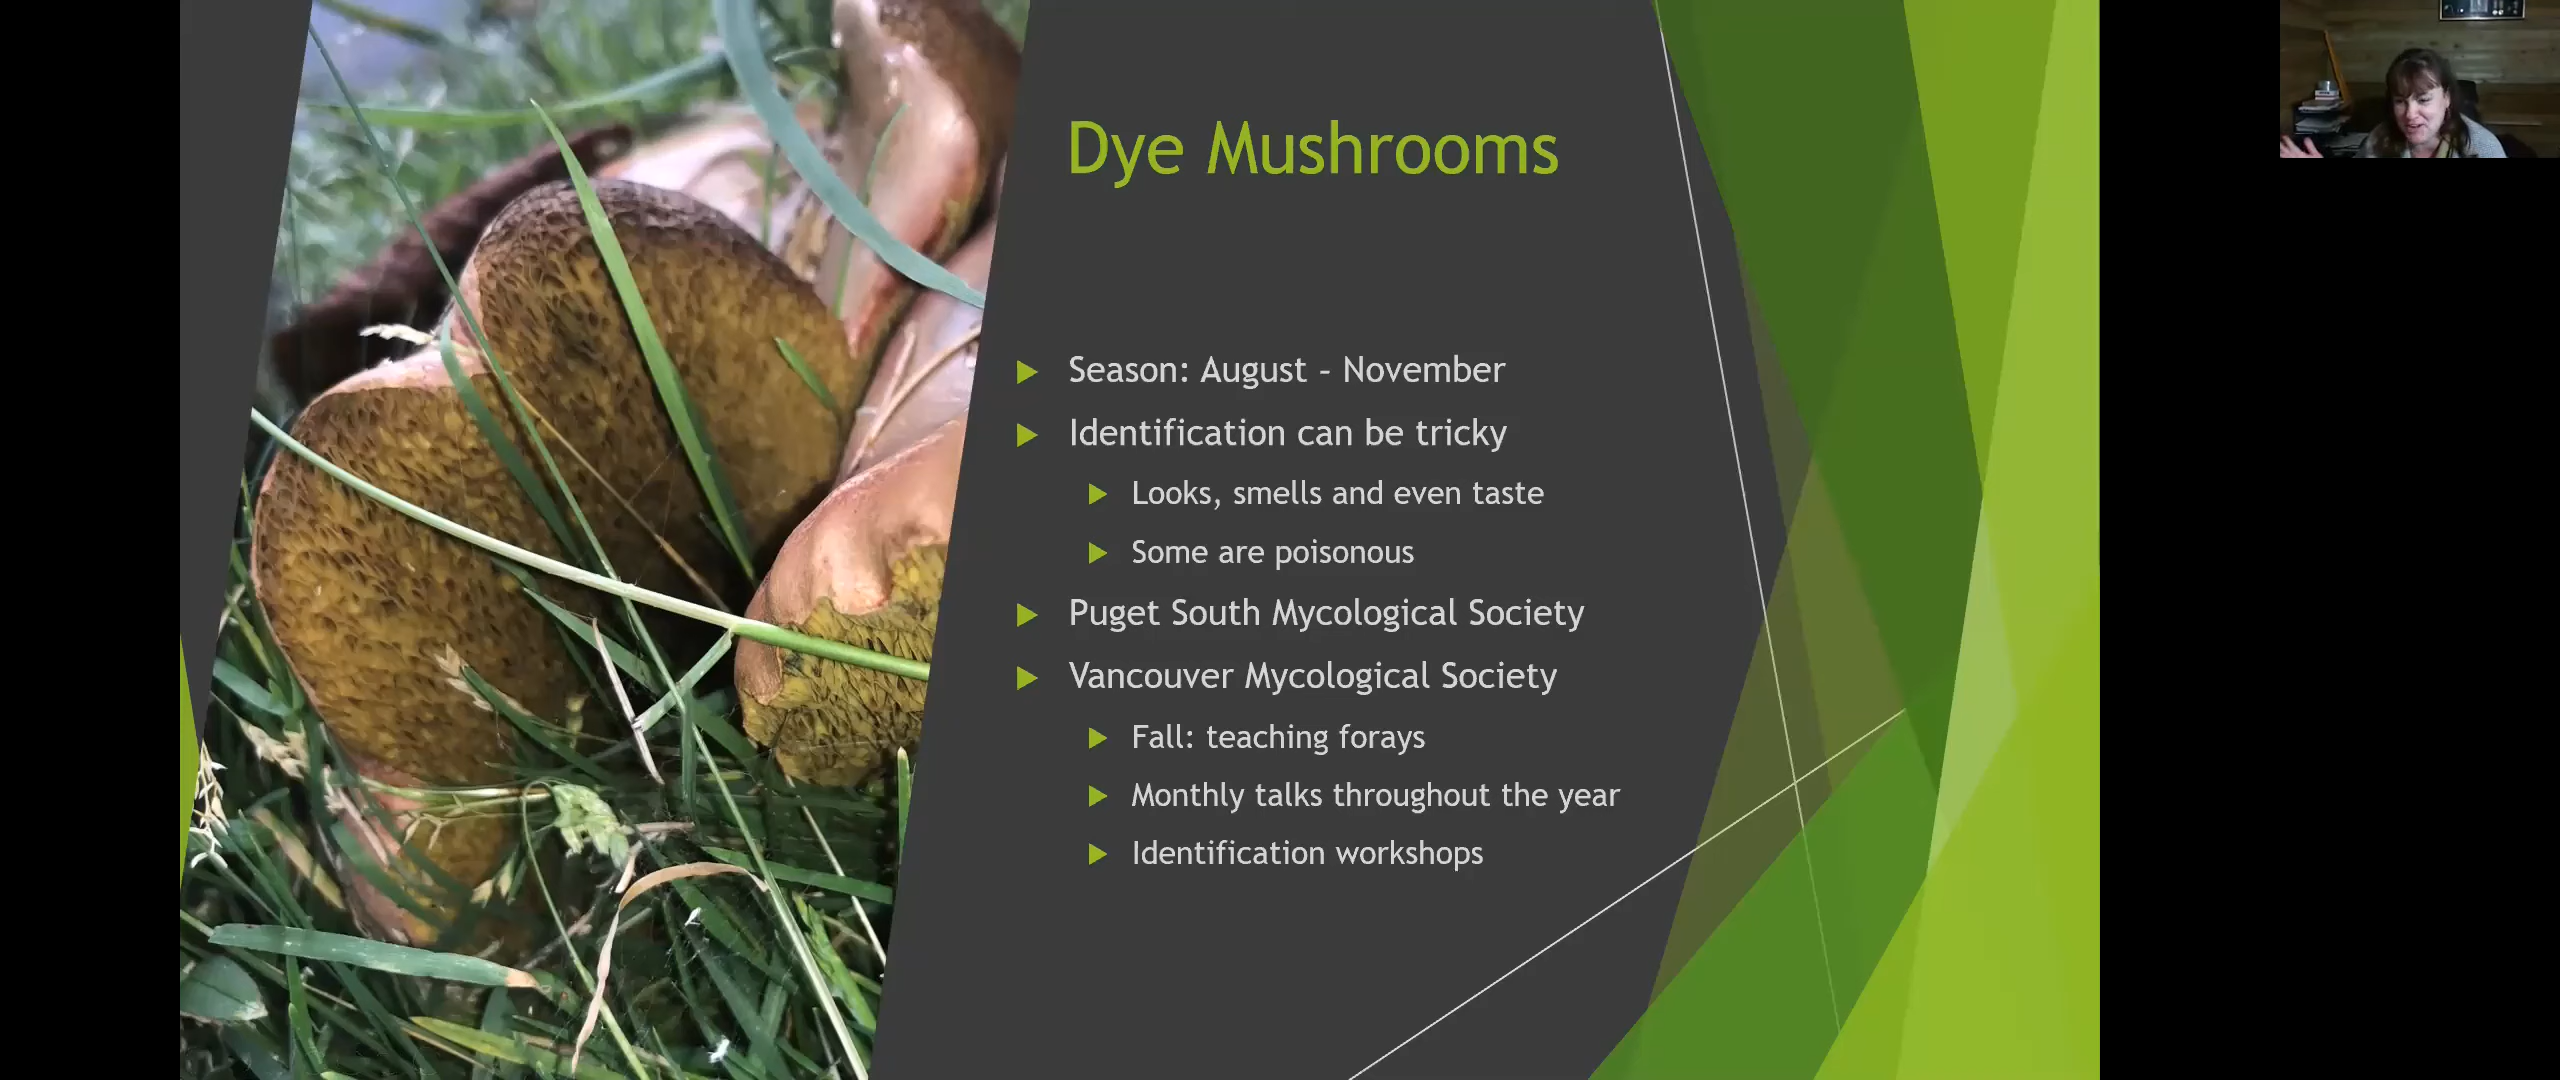 Dye Mushrooms
Season: August - November
Identification can be tricky
Looks, smells and even taste
Some are poisonous
Puget South Mycological Society
Vancouver Mycological Society
Fall: teaching forays
Monthly talks throughout the year
Identification workshops